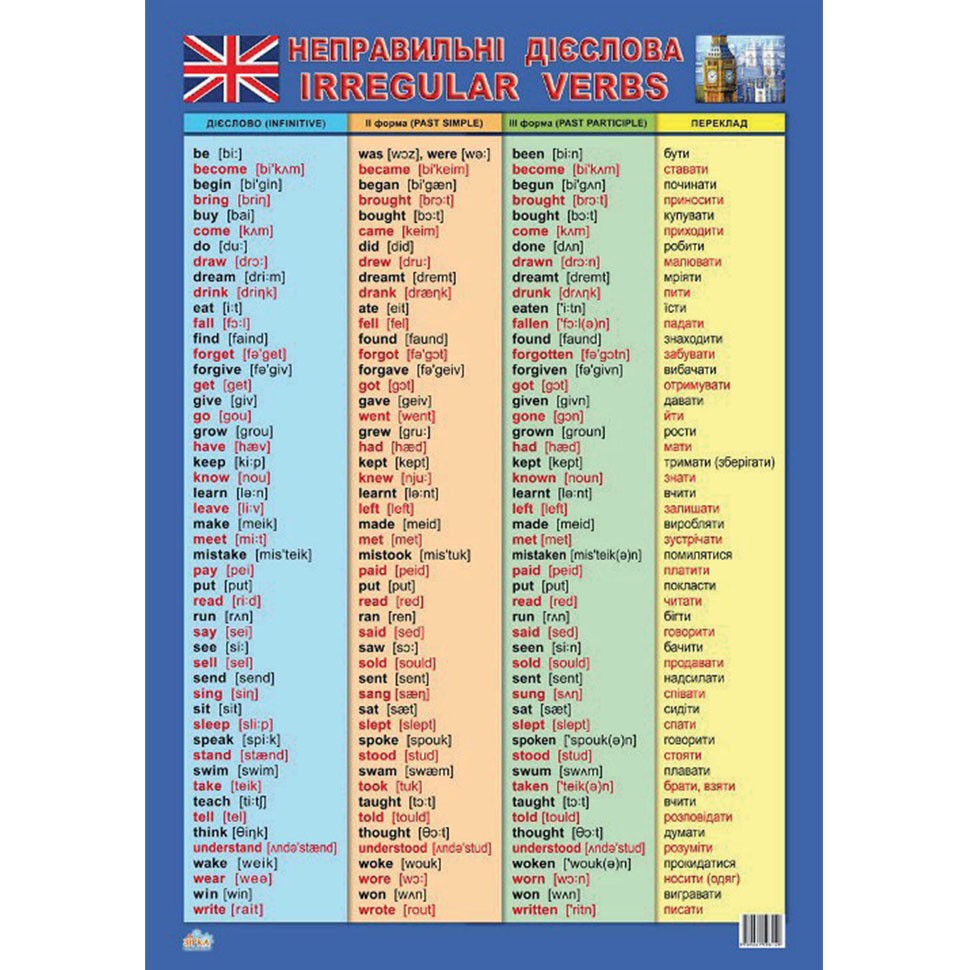 НЕПРАВИЛЬНІ ДІЄСЛОВА
IRREGULAR VERBS
ДІЄСЛОВО (INFINITIVE) ІІ форма (PAST SIMPLE) ІІІ форма (PAST PARTICIPLE) ПЕРЕКЛАД
be [bi:] was [wɔz], were [wə:] been [bi:n] бути
become [bi'kʌm] became [bi'keim] become [bi'kʌm] ставати
begin [bi'gin] began [bi'gæn] begun [bi'gʌn] починати
bring [briŋ] brought [brɔ:t] brought [brɔ:t] приносити
buy [bai] bought [bɔ:t] bought [bɔ:t] купувати
come [kʌm] came [keim] come [kʌm] приходити
do [du:] did [did] done [dʌn] робити
draw [drɔ:] drew [dru:] drawn [drɔ:n] малювати
dream [dri:m] dreamt [dremt] dreamt [dremt] мріяти
drink [driŋk] drank [dræŋk] drunk [drʌŋk] пити
eat [i:t] ate [eit] eaten ['i:tn] їсти
fall [fɔ:l] fell [fel] fallen ['fɔ:l(ə)n] падати
find [faind] found [faund] found [faund] знаходити
forget [fə'get] forgot [fə'gɔt] forgotten [fə'gɔtn] забувати
forgive [fə'giv] forgave [fə'geiv] forgiven [fə'givn] вибачати
get [get] got [gɔt] got [gɔt] отримувати
give [giv] gave [geiv] given [givn] давати
go [gou] went [went] gone [gɔn] йти
grow [grou] grew [gru:] grown [groun] рости
have [hæv] had [hæd] had [hæd] мати
keep [ki:p] kept [kept] kept [kept] тримати (зберігати)
know [nou] knew [nju:] known [noun] знати
learn [lə:n] learnt [lə:nt] learnt [lə:nt] вчити
leave [li:v] left [left] left [left] залишати
make [meik] made [meid] made [meid] виробляти
meet [mi:t] met [met] met [met] зустрічати
mistake [mis'teik] mistook [mis'tuk] mistaken [mis'teik(ə)n] помилятися
pay [pei] paid [peid] paid [peid] платити
put [put] put [put] put [put] покласти
read [ri:d] read [red] read [red] читати
run [rʌn] ran [ren] run [rʌn] бігти
say [sei] said [sed] said [sed] говорити
see [si:] saw [sɔ:] seen [si:n] бачити
sell [sel] sold [sould] sold [sould] продавати
send [send] sent [sent] sent [sent] надсилати
sing [siŋ] sang [sæŋ] sung [sʌŋ] співати
sit [sit] sat [sæt] sat [sæt] сидіти
sleep [sli:p] slept [slept] slept [slept] спати
speak [spi:k] spoke [spouk] spoken ['spouk(ə)n] говорити
stand [stænd] stood [stud] stood [stud] стояти
swim [swim] swam [swæm] swum [swʌm] плавати
take [teik] took [tuk] taken ['teik(ə)n] брати, взяти
teach [ti:tʃ] taught [tɔ:t] taught [tɔ:t] вчити
tell [tel] told [tould] told [tould] розповідати
think [θiŋk] thought [θɔ:t] thought [θɔ:t] думати
understand [ʌndə'stænd] understood [ʌndə'stud] understood [ʌndə'stud] розуміти
wake [weik] woke [wouk] woken ['wouk(ə)n] прокидатися
wear [weə] wore [wɔ:] worn [wɔ:n] носити (одяг)
win [win] won [wʌn] won [wʌn] вигравати
write [rait] wrote [rout] written ['ritn] писати